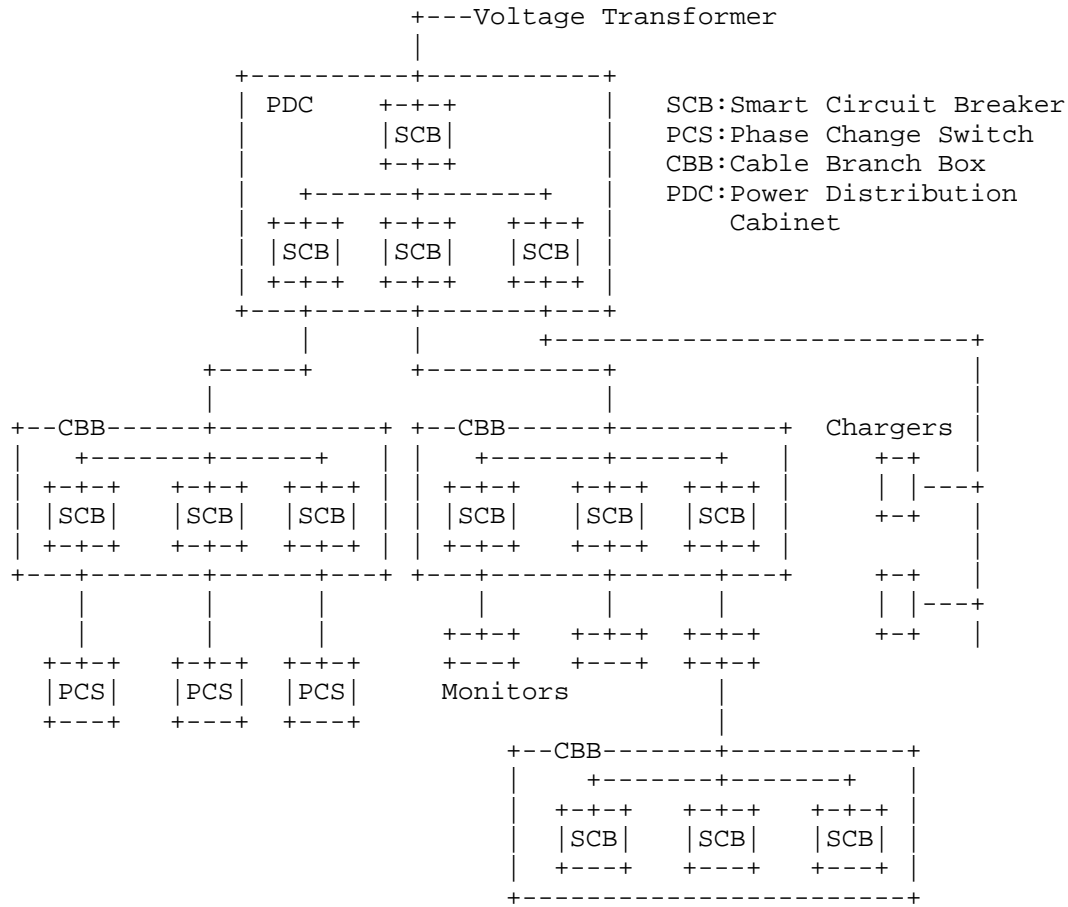 Voltage Transformer
PDC SCB:Smart Circuit Breaker
SCB PCS:Phase Change Switch
CBB:Cable Branch Box
PDC:Power Distribution
Cabinet
SCB SCB SCB
CBB CBB Chargers
SCB SCB SCB SCB SCB SCB
PCS PCS PCS Monitors
CBB
SCB SCB SCB